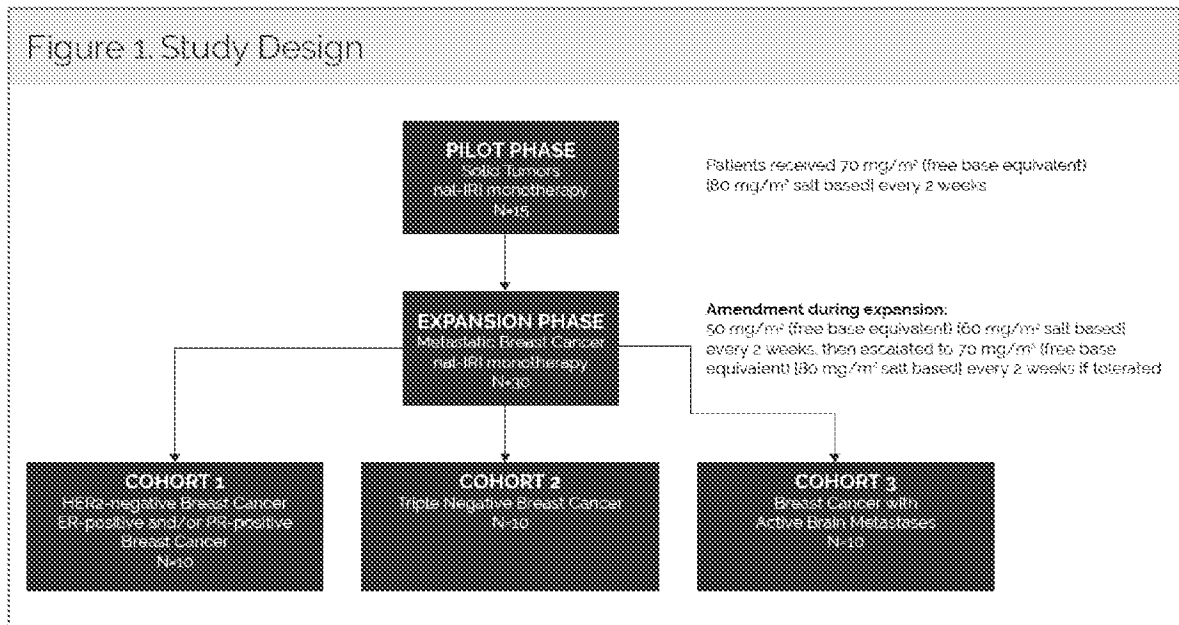 Figure 1. Study Design
PILOT PHASE
Solid Tumors
nal-IRI monotherapy
N=15
Patients received 70 mg/m² (free base equivalent)
[80 mg/m² salt based] every 2 weeks
EXPANSION PHASE
Metastatic Breast Cancer
nal-IRI monotherapy
N=30
Amendment during expansion:
50 mg/m² (free base equivalent) [60 mg/m² salt based]
every 2 weeks, then escalated to 70 mg/m² (free base
equivalent) [80 mg/m² salt based] every 2 weeks if tolerated
COHORT 1
HER2-negative Breast Cancer
ER-positive and/or PR-positive
Breast Cancer
N=10
COHORT 2
Triple Negative Breast Cancer
N=10
COHORT 3
Breast Cancer with
Active Brain Metastases
N=10